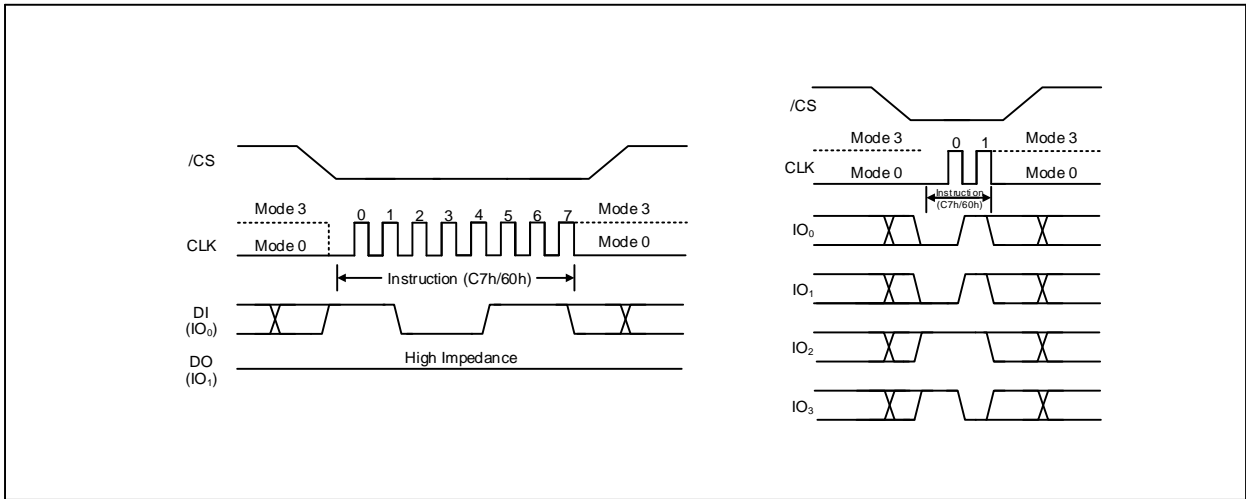 /CS
Mode 3
0 1 2 3 4 5 6 7
Mode 3
CLK
Mode 0
Mode 0
Instruction (C7h/60h)
DI
(IO₀)
High Impedance
DO
(IO₁)
/CS
Mode 3
0 1
Mode 3
CLK
Mode 0
Mode 0
Instruction
(C7h/60h)
IO₀
IO₁
IO₂
IO₃